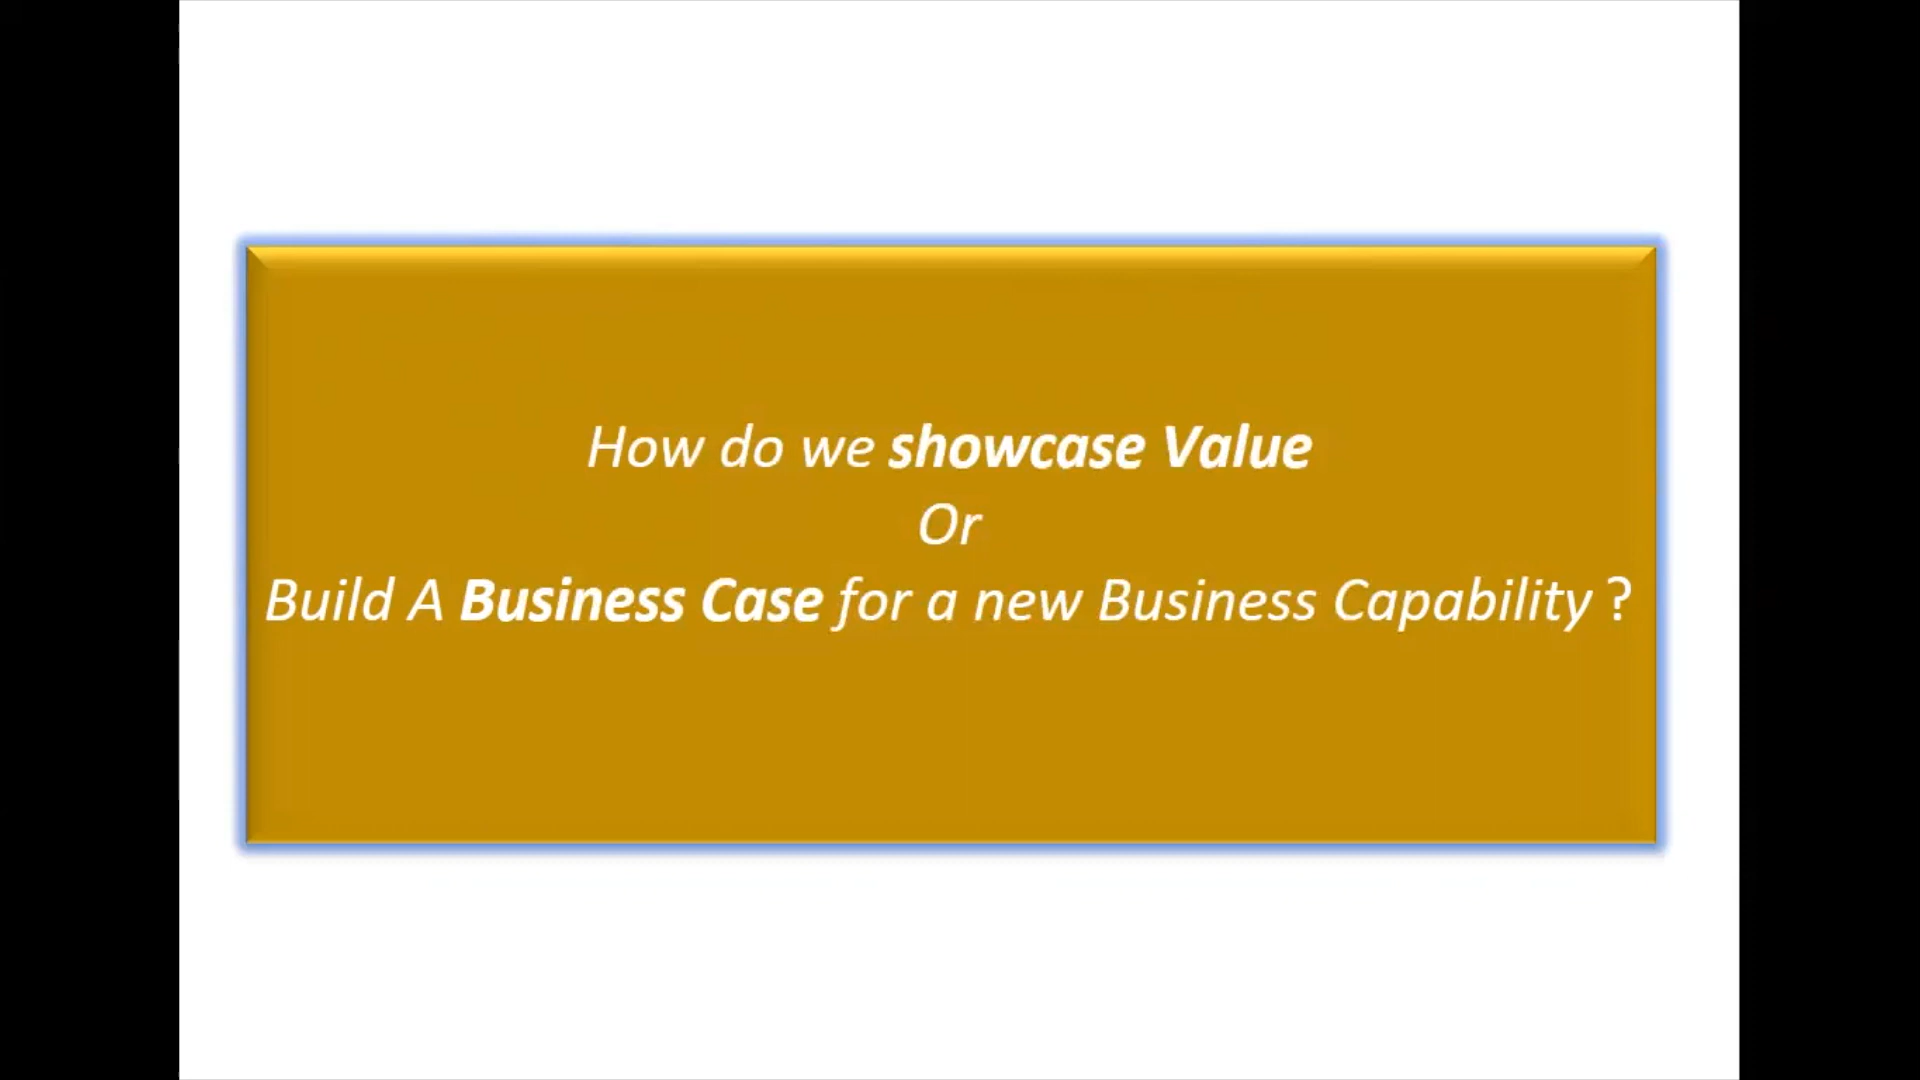 How do we showcase Value
Or
Build A Business Case for a new Business Capability ?